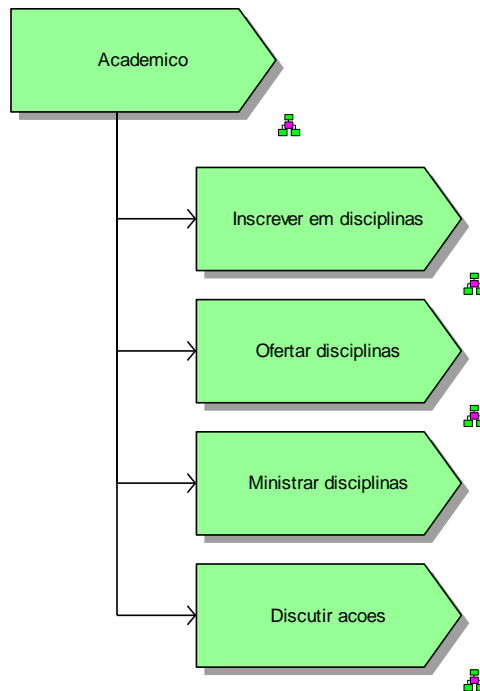 Academico
Inscrever em disciplinas
Ofertar disciplinas
Ministrar disciplinas
Discutir acoes